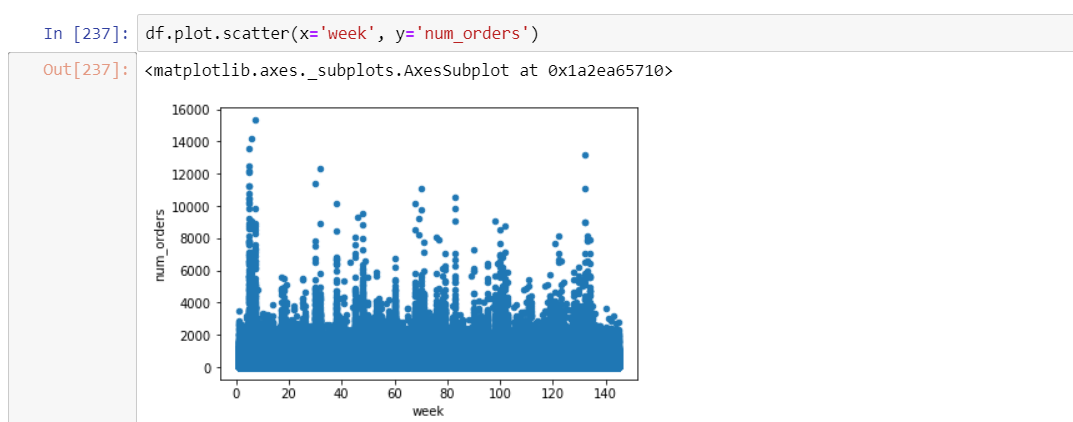 In [237]: df.plot.scatter(x='week', y='num_orders')
Out[237]: <matplotlib.axes._subplots.AxesSubplot at 0x1a2ea65710>
16000
14000
12000
10000
8000
6000
4000
2000
0
num_orders
0 20 40 60 80 100 120 140
week